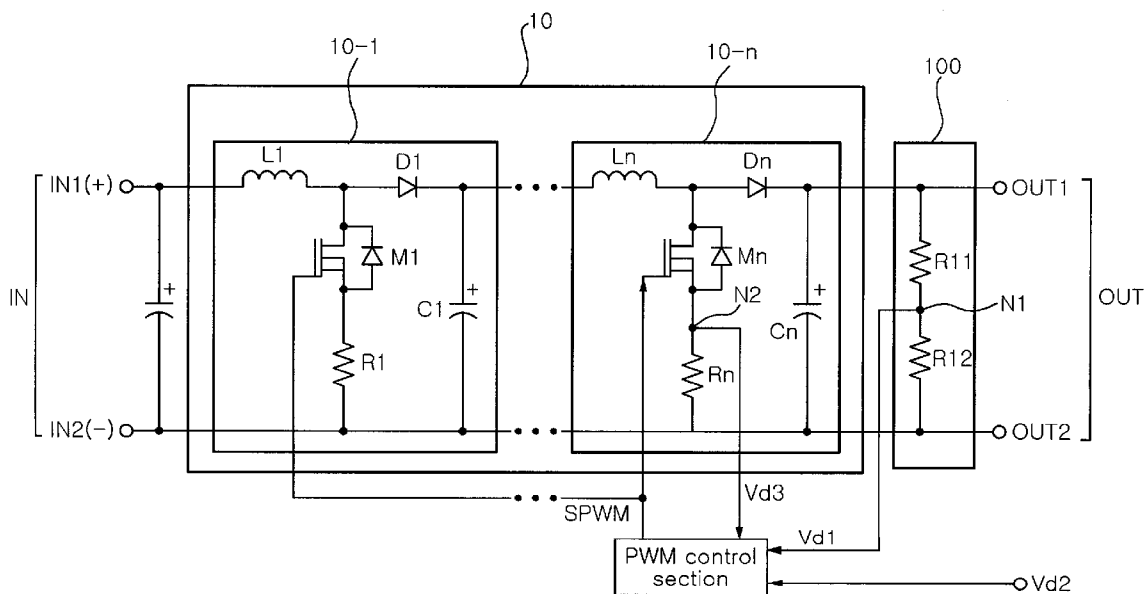 10
10-1
10-n
100
L1
D1
Ln
Dn
IN1(+)
OUT1
M1
Mn
R11
IN
+
+
C1
N2
+
Cn
N1
OUT
R1
Rn
R12
IN2(-)
OUT2
SPWM
Vd3
Vd1
PWM control
section
Vd2